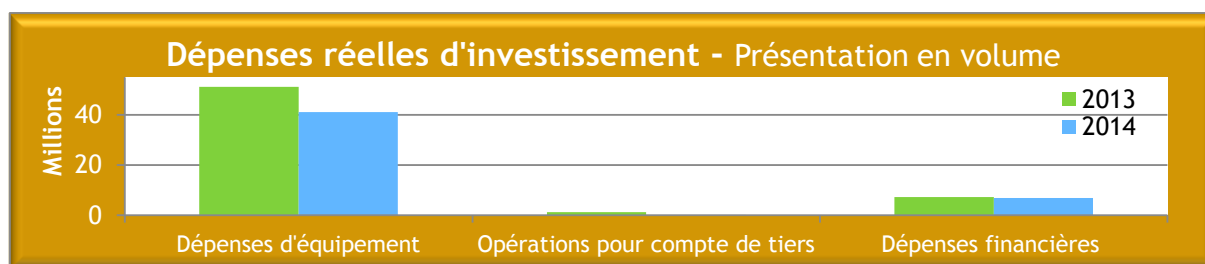 Dépenses réelles d'investissement - Présentation en volume
Millions
40
20
0
2013
2014
Dépenses d'équipement
Opérations pour compte de tiers
Dépenses financières